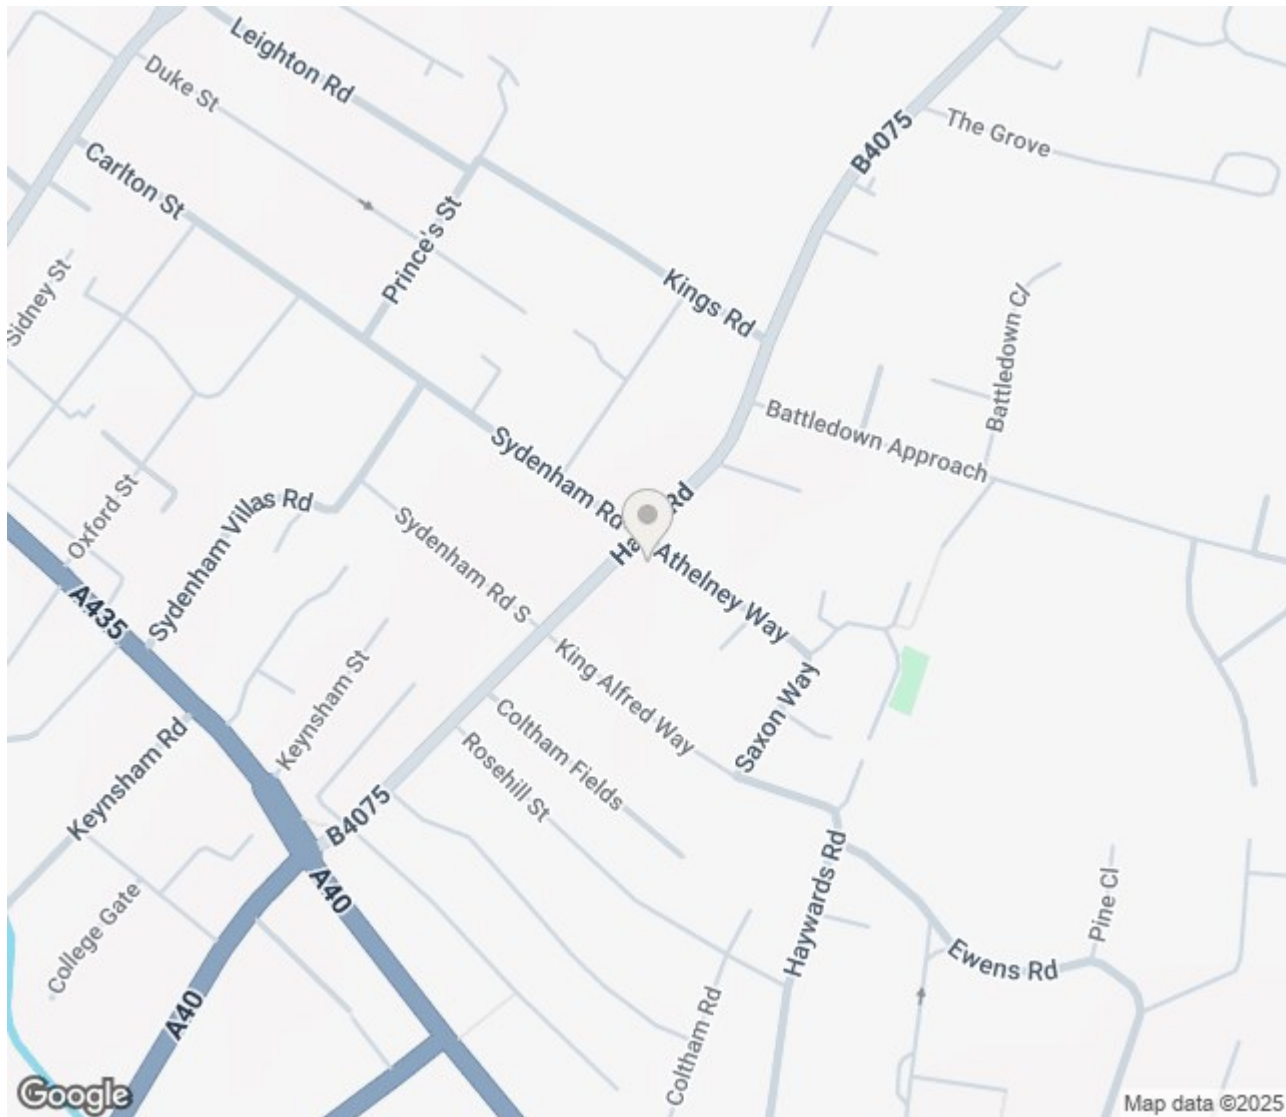 Leighton Rd
Duke St
The Grove
B4075
Carlton St
Prince's St
Sidney St
Kings Rd
Battledown Cl
Battledown Approach
Sydenham Rd
Rd
Oxford St
Sydenham Villas Rd
Sydenham Rd S
Athelney Way
A435
King Alfred Way
Saxon Way
Keynsham St
Keynsham Rd
Coltham Fields
Rosehill St
B4075
A40
College Gate
Haywards Rd
Pine Cl
Ewens Rd
A40
Coltham Rd
Google
Map data ©2025